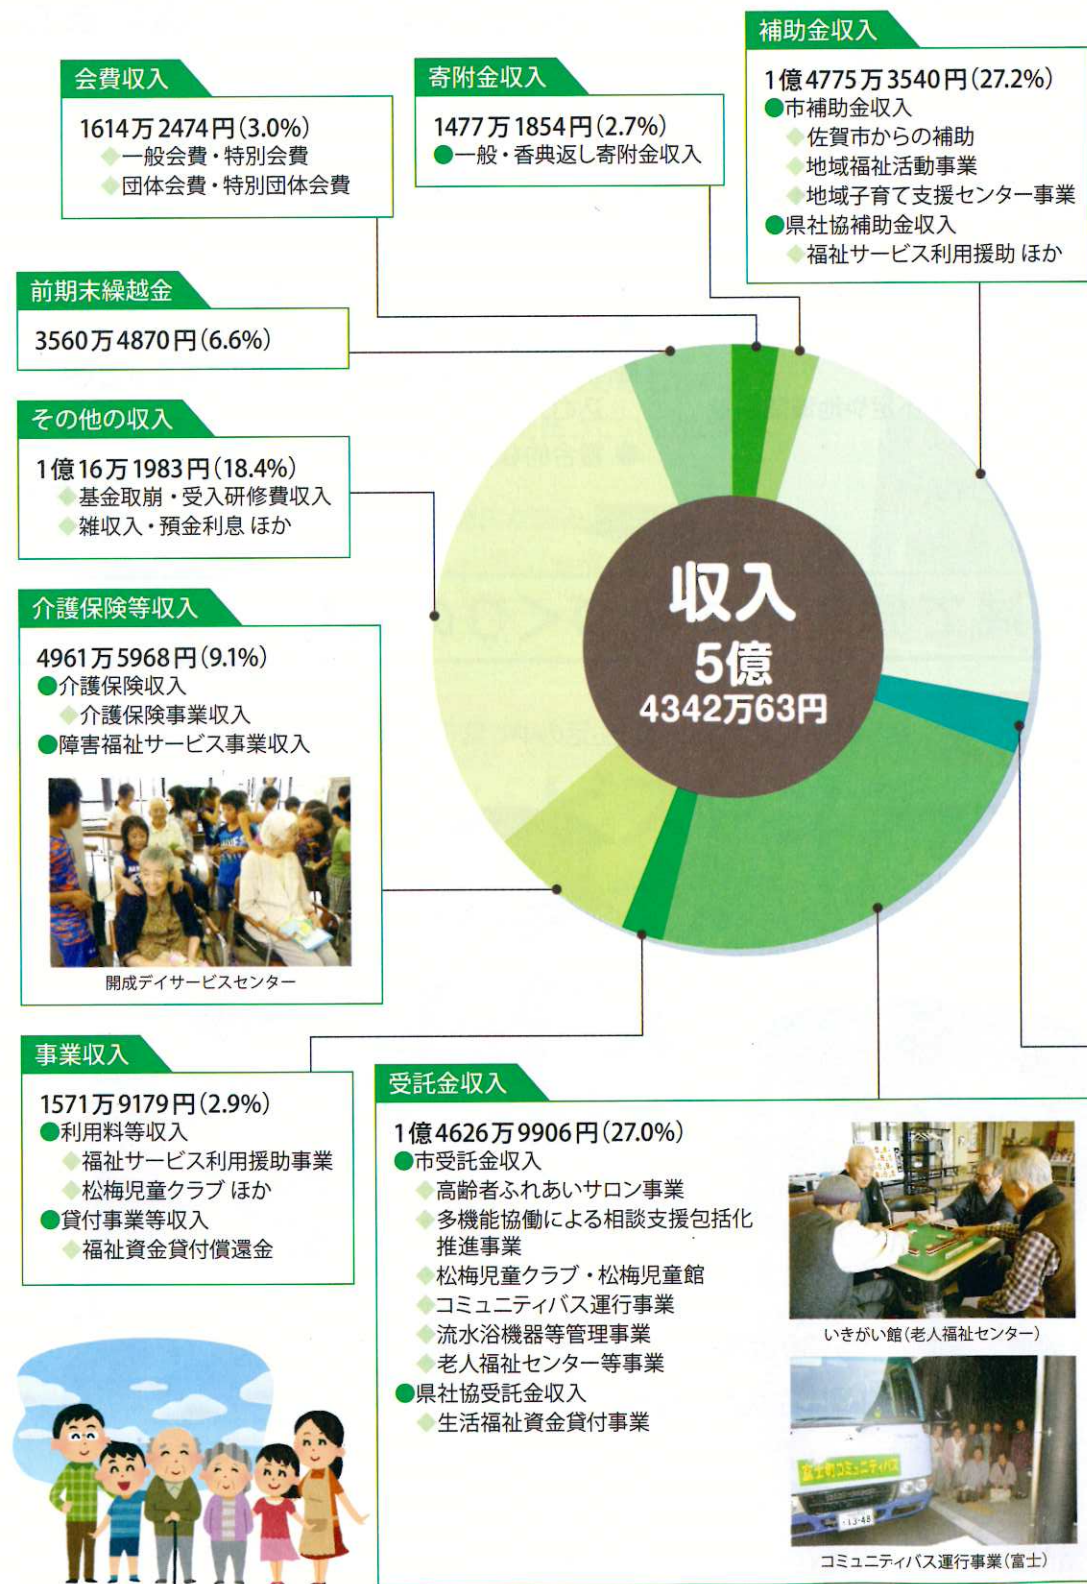 補助金収入
1億4775万3540円(27.2%)
●市補助金収入
◆佐賀市からの補助
◆地域福祉活動事業
◆地域子育て支援センター事業
●県社協補助金収入
◆福祉サービス利用援助 ほか
会費収入
1614万2474円(3.0%)
◆一般会費・特別会費
◆団体会費・特別団体会費
寄附金収入
1477万1854円(2.7%)
●一般・香典返し寄附金収入
前期末繰越金
3560万4870円(6.6%)
その他の収入
1億16万1983円(18.4%)
◆基金取崩・受入研修費収入
◆雑収入・預金利息 ほか
収入
5億
4342万63円
介護保険等収入
4961万5968円(9.1%)
●介護保険収入
◆介護保険事業収入
●障害福祉サービス事業収入
開成デイサービスセンター
事業収入
1571万9179円(2.9%)
●利用料等収入
◆福祉サービス利用援助事業
◆松梅児童クラブ ほか
●貸付事業等収入
◆福祉資金貸付償還金
受託金収入
1億4626万9906円(27.0%)
●市受託金収入
◆高齢者ふれあいサロン事業
◆多機能協働による相談支援包括化
推進事業
◆松梅児童クラブ・松梅児童館
◆コミュニティバス運行事業
◆流水浴機器等管理事業
◆老人福祉センター等事業
●県社協受託金収入
◆生活福祉資金貸付事業
いきがい館(老人福祉センター)
富士町コミュニティバス
・13-48
コミュニティバス運行事業(富士)